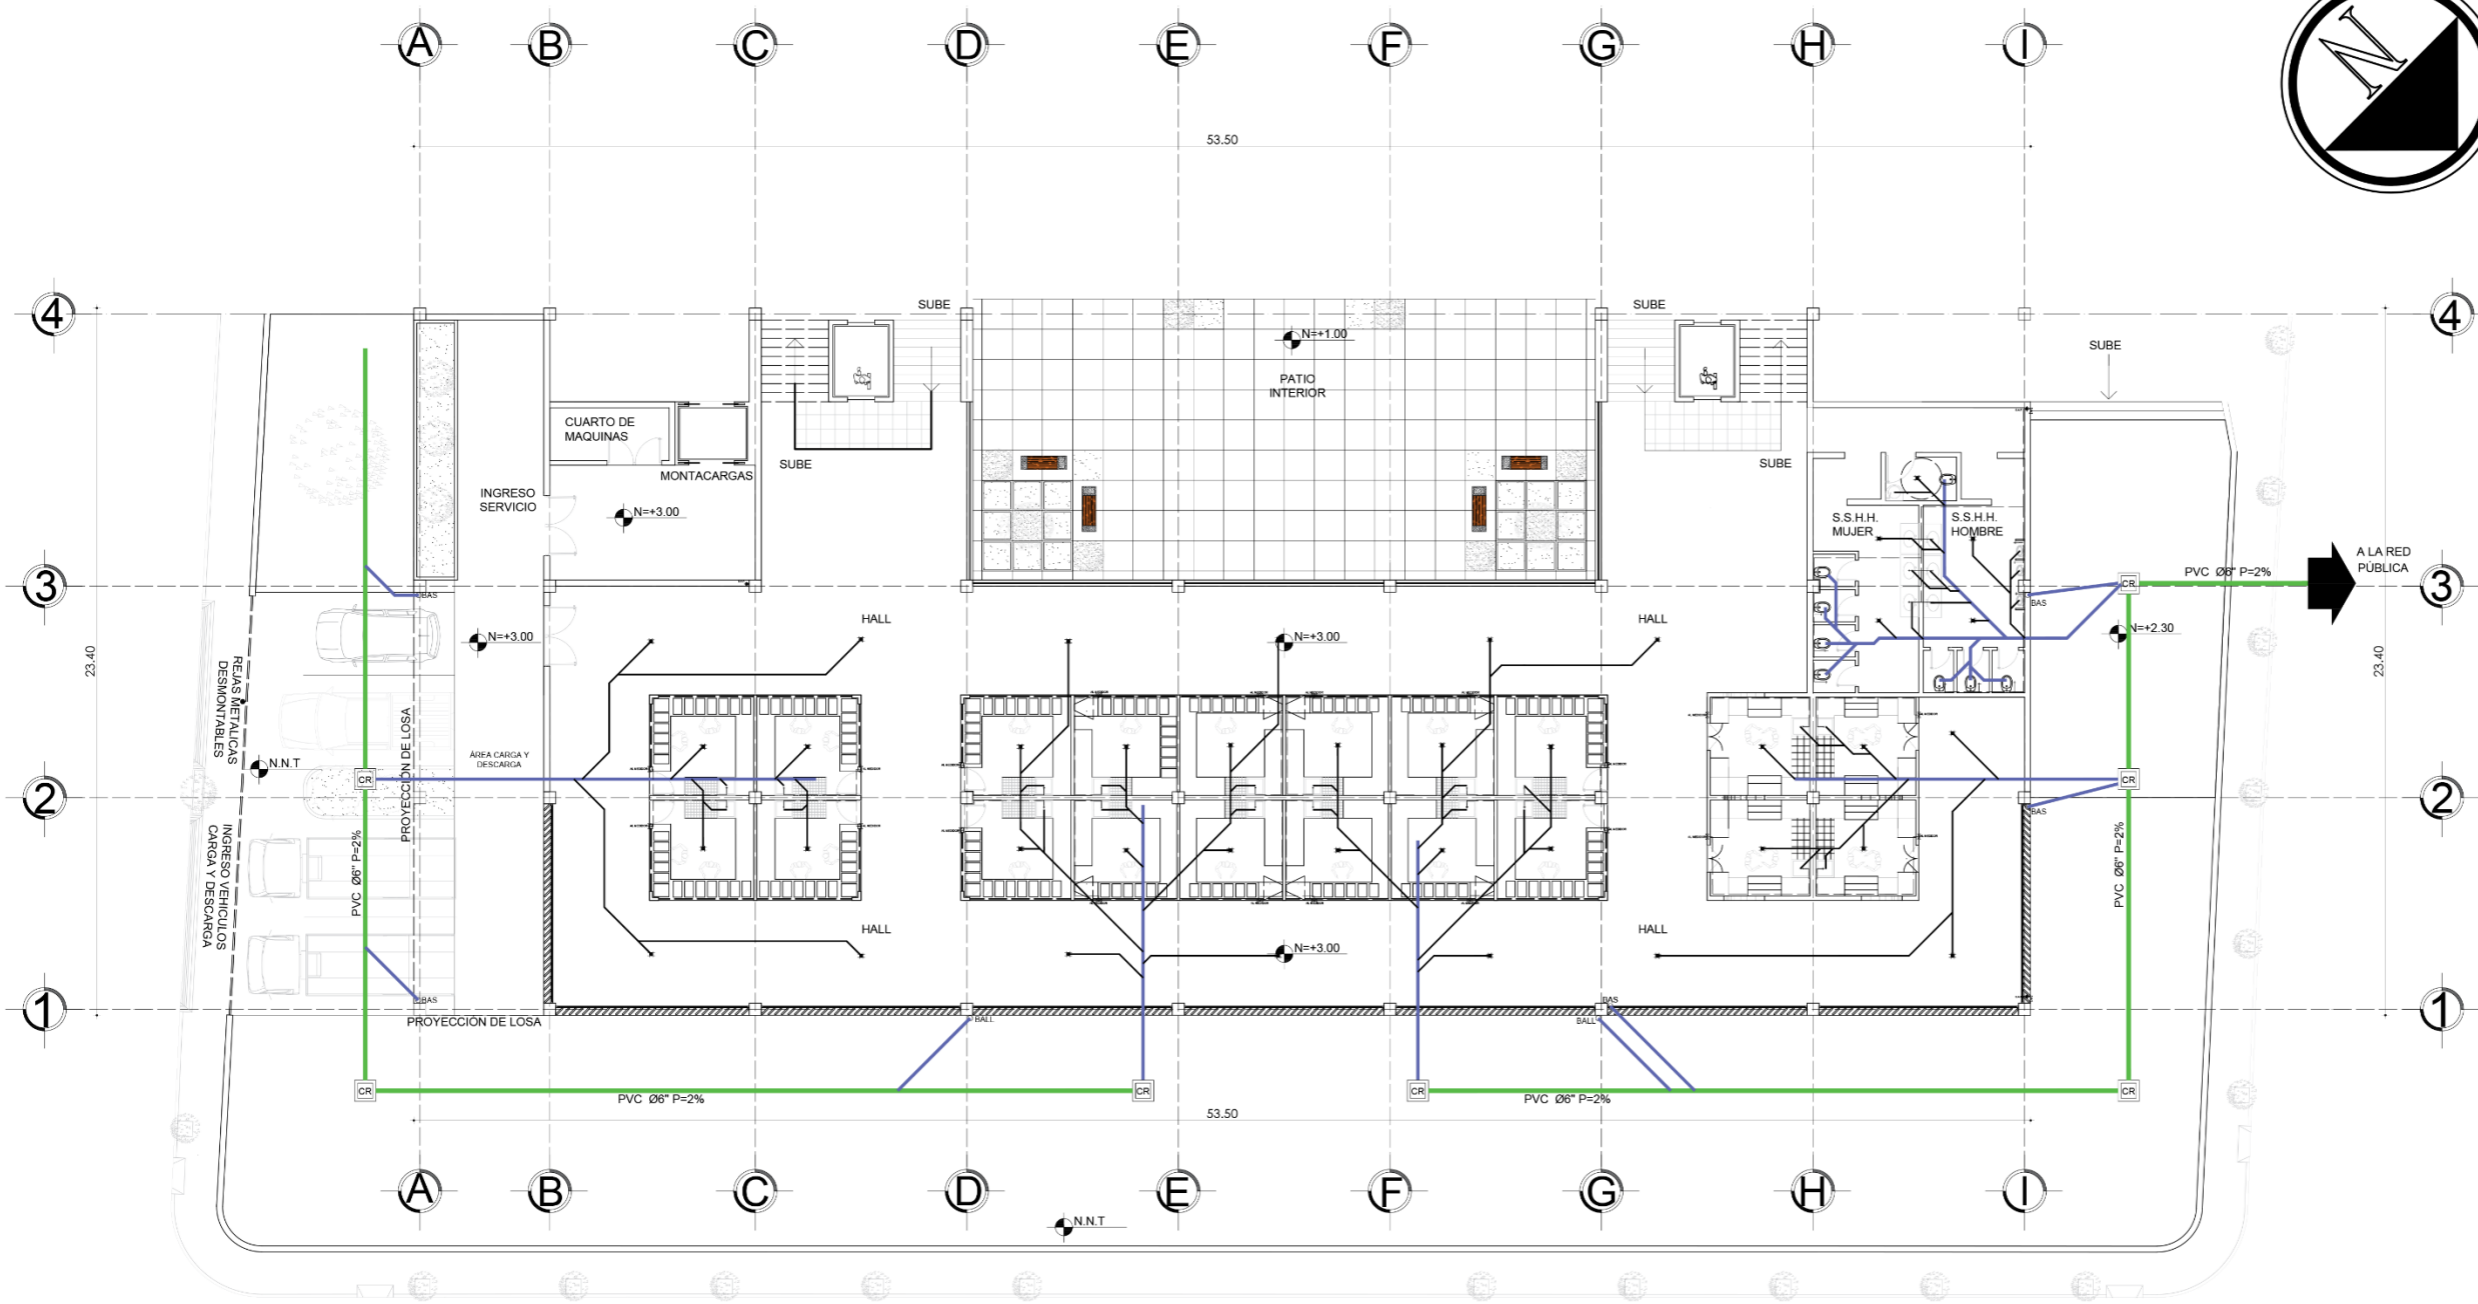 N
A B C D E F G H I
53.50
4
SUBE
SUBE
4
N=+1.00
SUBE
PATIO
INTERIOR
CUARTO DE
MAQUINAS
SUBE
MONTACARGAS
SUBE
INGRESO
SERVICIO
N=+3.00
S.S.H.H.
MUJER
S.S.H.H.
HOMBRE
A LA RED
PÚBLICA
PVC Ø6" P=2%
CR
3
3
BAS
BAS
HALL
HALL
N=+3.00
N=+3.00
N=+2.30
23.40
23.40
REJAS METALICAS
DESMONTABLES
PROYECCIÓN DE LOSA
ÁREA CARGA Y
DESCARGA
N.N.T
CR
CR
2
2
BAS
INGRESO VEHICULOS
CARGA Y DESCARGA
PVC Ø6" P=2%
PVC Ø6" P=2%
HALL
HALL
N=+3.00
BAS
BAS
1
1
PROYECCIÓN DE LOSA
BALL
BALL
CR
CR
CR
CR
PVC Ø6" P=2%
PVC Ø6" P=2%
53.50
A B C D E F G H I
N.N.T